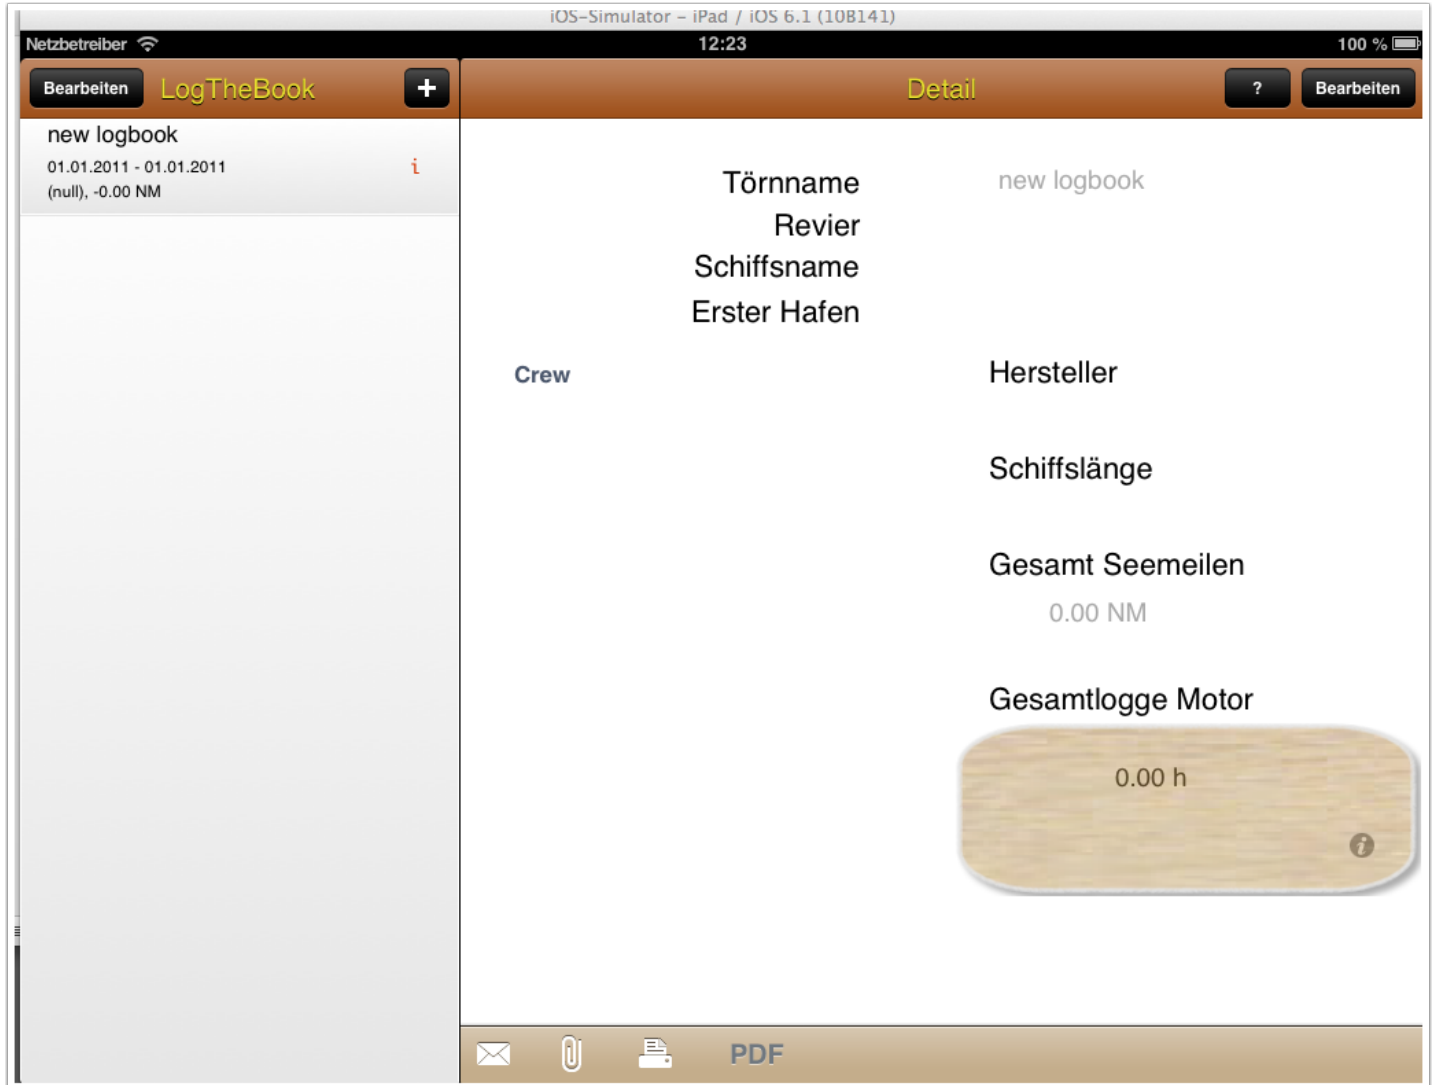 iOS-Simulator – iPad / iOS 6.1 (10B141)
Netzbetreiber 12:23 100 %
Bearbeiten LogTheBook + Detail ? Bearbeiten
new logbook
01.01.2011 - 01.01.2011 i
(null), -0.00 NM
Törnname new logbook
Revier
Schiffsname
Erster Hafen
Crew Hersteller
Schiffslänge
Gesamt Seemeilen
0.00 NM
Gesamtlogge Motor
0.00 h
i
PDF